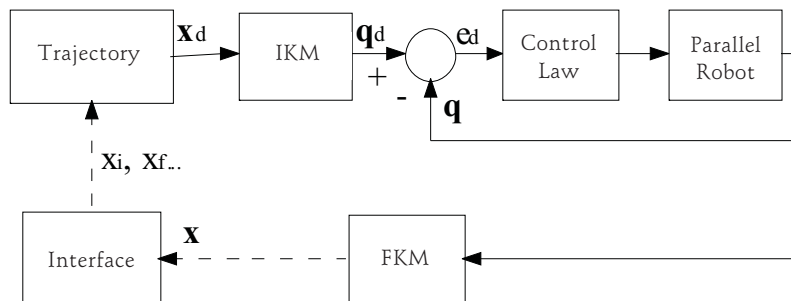 Trajectory
xd
IKM
qd
+
-
ed
Control
Law
Parallel
Robot
q
xi, xf...
Interface
x
FKM